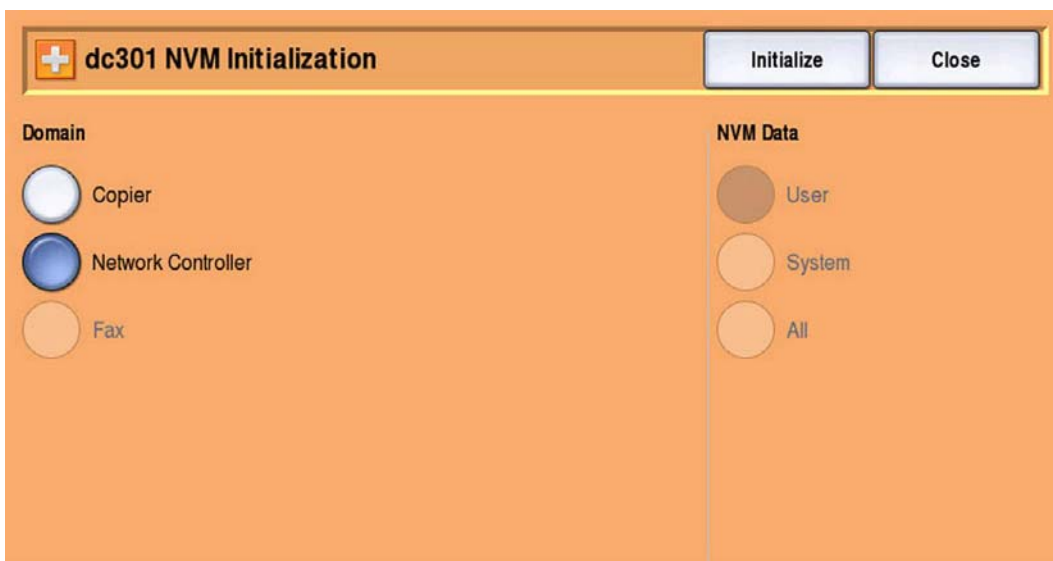 dc301 NVM Initialization
Initialize
Close
Domain
Copier
Network Controller
Fax
NVM Data
User
System
All